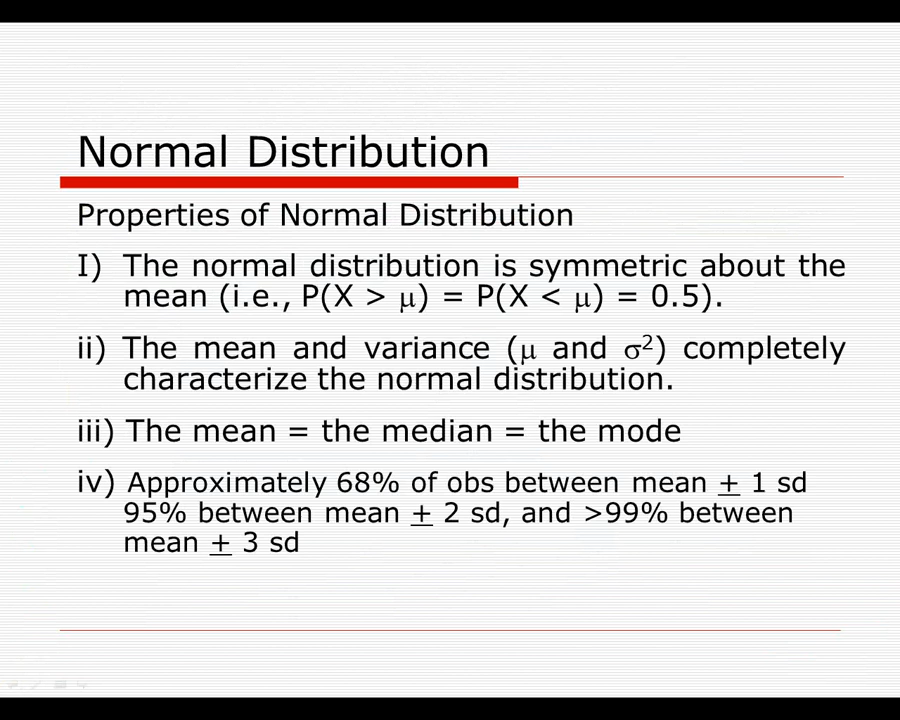 Normal Distribution
Properties of Normal Distribution
I) The normal distribution is symmetric about the
mean (i.e., P(X > μ) = P(X < μ) = 0.5).
ii) The mean and variance (μ and σ²) completely
characterize the normal distribution.
iii) The mean = the median = the mode
iv) Approximately 68% of obs between mean ± 1 sd
95% between mean ± 2 sd, and >99% between
mean ± 3 sd